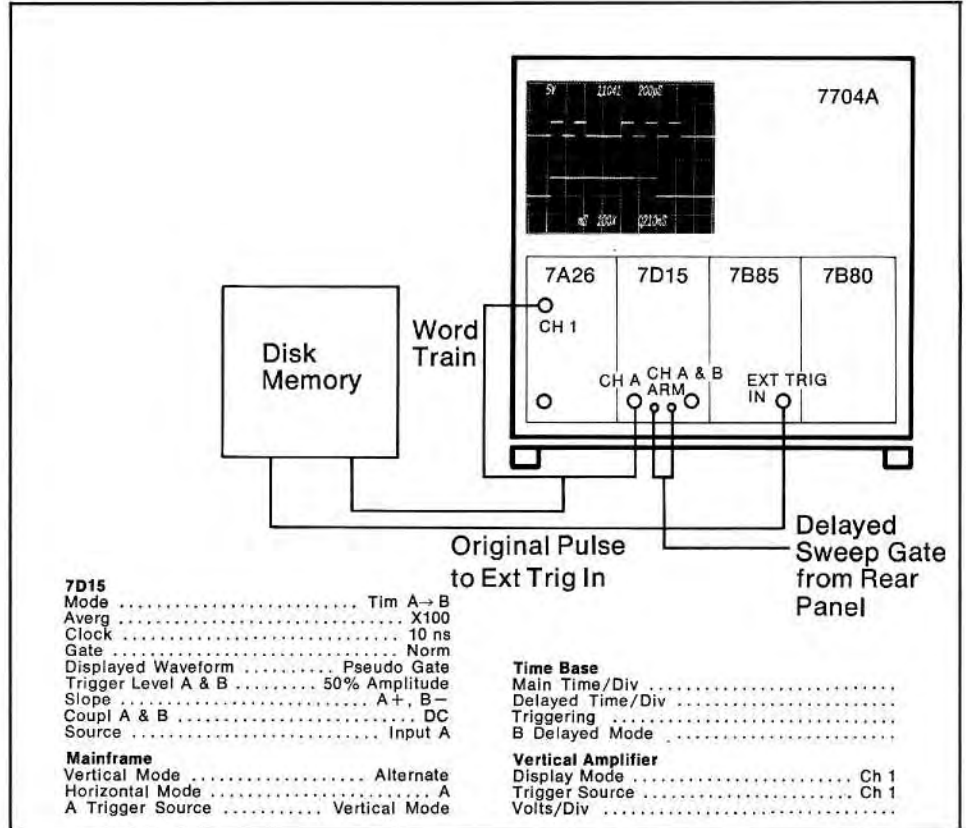 7704A
5V 11041 200µS
mS 100X
7A26 7D15 7B85 7B80
CH 1
Word
Train
Disk
Memory
CH A CH A & B
ARM
EXT TRIG
IN
Original Pulse
to Ext Trig In
Delayed
Sweep Gate
from Rear
Panel
7D15
Mode .......................... Tim A→ B
Averg ................................ X100
Clock ................................ 10 ns
Gate ................................. Norm
Displayed Waveform .......... Pseudo Gate
Trigger Level A & B ........ 50% Amplitude
Slope ............................. A+, B−
Coupl A & B ........................... DC
Source ............................. Input A
Mainframe
Vertical Mode .................. Alternate
Horizontal Mode ........................ A
A Trigger Source ........... Vertical Mode
Time Base
Main Time/Div ..........................
Delayed Time/Div .......................
Triggering .............................
B Delayed Mode .........................
Vertical Amplifier
Display Mode ....................... Ch 1
Trigger Source ..................... Ch 1
Volts/Div ..............................